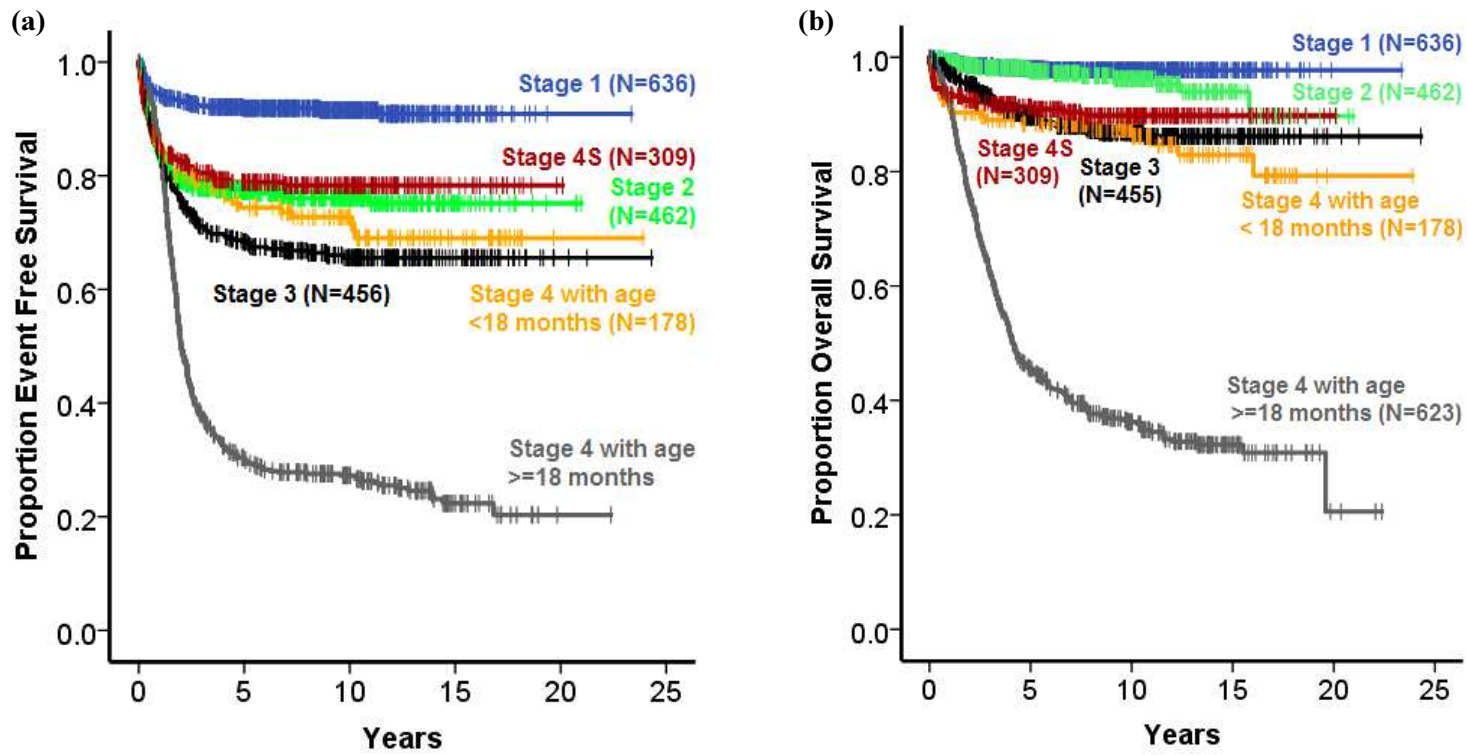 (a)
Proportion Event Free Survival
1.0
0.8
0.6
0.4
0.2
0.0
0
5
10
15
20
25
Years
Stage 1 (N=636)
Stage 4S (N=309)
Stage 2
(N=462)
Stage 3 (N=456)
Stage 4 with age
<18 months (N=178)
Stage 4 with age
>=18 months
(b)
Proportion Overall Survival
1.0
0.8
0.6
0.4
0.2
0.0
0
5
10
15
20
25
Years
Stage 1 (N=636)
Stage 2 (N=462)
Stage 4S
(N=309)
Stage 3
(N=455)
Stage 4 with age
< 18 months (N=178)
Stage 4 with age
>=18 months (N=623)